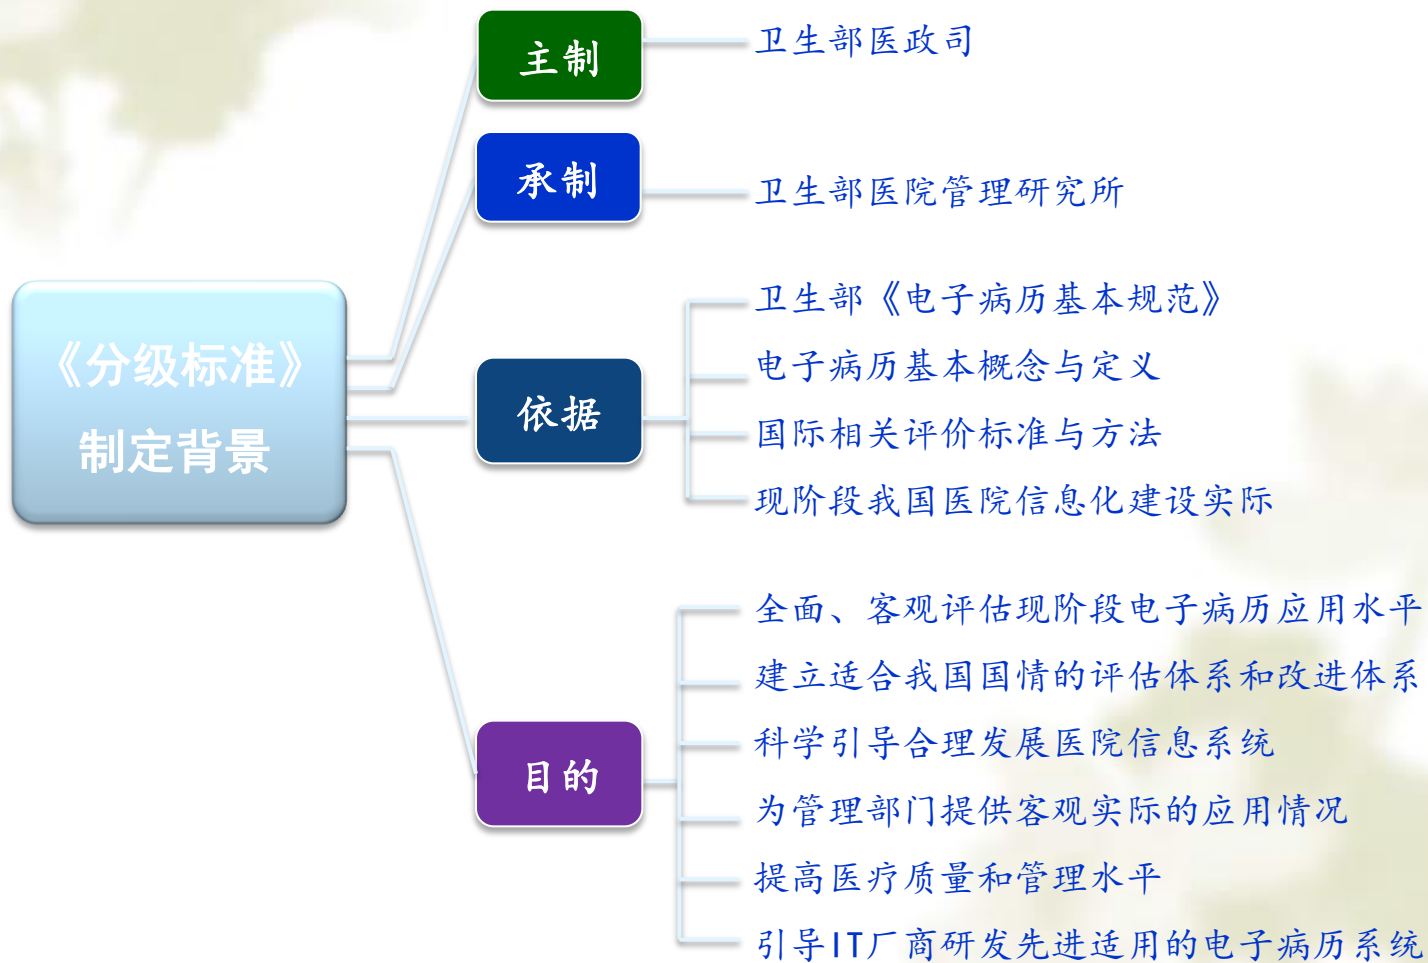 《分级标准》
制定背景
主制
卫生部医政司
承制
卫生部医院管理研究所
依据
卫生部《电子病历基本规范》
电子病历基本概念与定义
国际相关评价标准与方法
现阶段我国医院信息化建设实际
目的
全面、客观评估现阶段电子病历应用水平
建立适合我国国情的评估体系和改进体系
科学引导合理发展医院信息系统
为管理部门提供客观实际的应用情况
提高医疗质量和管理水平
引导IT厂商研发先进适用的电子病历系统